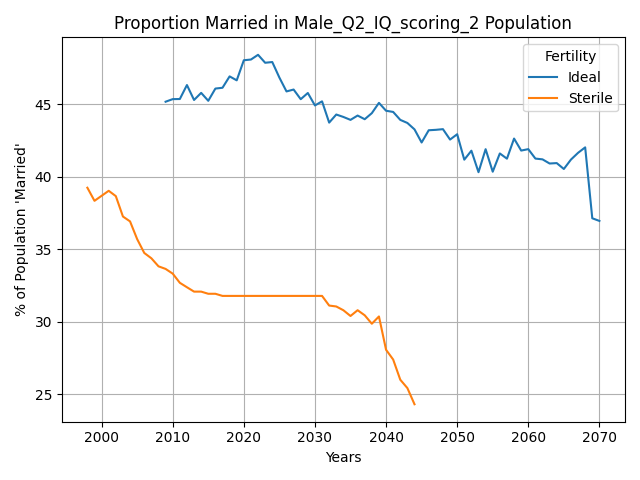 Proportion Married in Male_Q2_IQ_scoring_2 Population
Fertility
Ideal
Sterile
% of Population 'Married'
45
40
35
30
25
2000 2010 2020 2030 2040 2050 2060 2070
Years